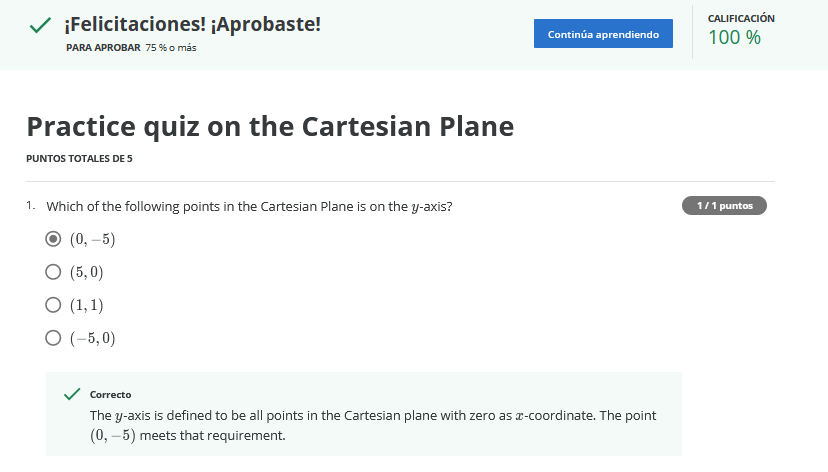 ¡Felicitaciones! ¡Aprobaste!
PARA APROBAR 75 % o más
Continúa aprendiendo
CALIFICACIÓN
100 %
Practice quiz on the Cartesian Plane
PUNTOS TOTALES DE 5
1. Which of the following points in the Cartesian Plane is on the y-axis?
1 / 1 puntos
(0, −5)
(5, 0)
(1, 1)
(−5, 0)
Correcto
The y-axis is defined to be all points in the Cartesian plane with zero as x-coordinate. The point
(0, −5) meets that requirement.